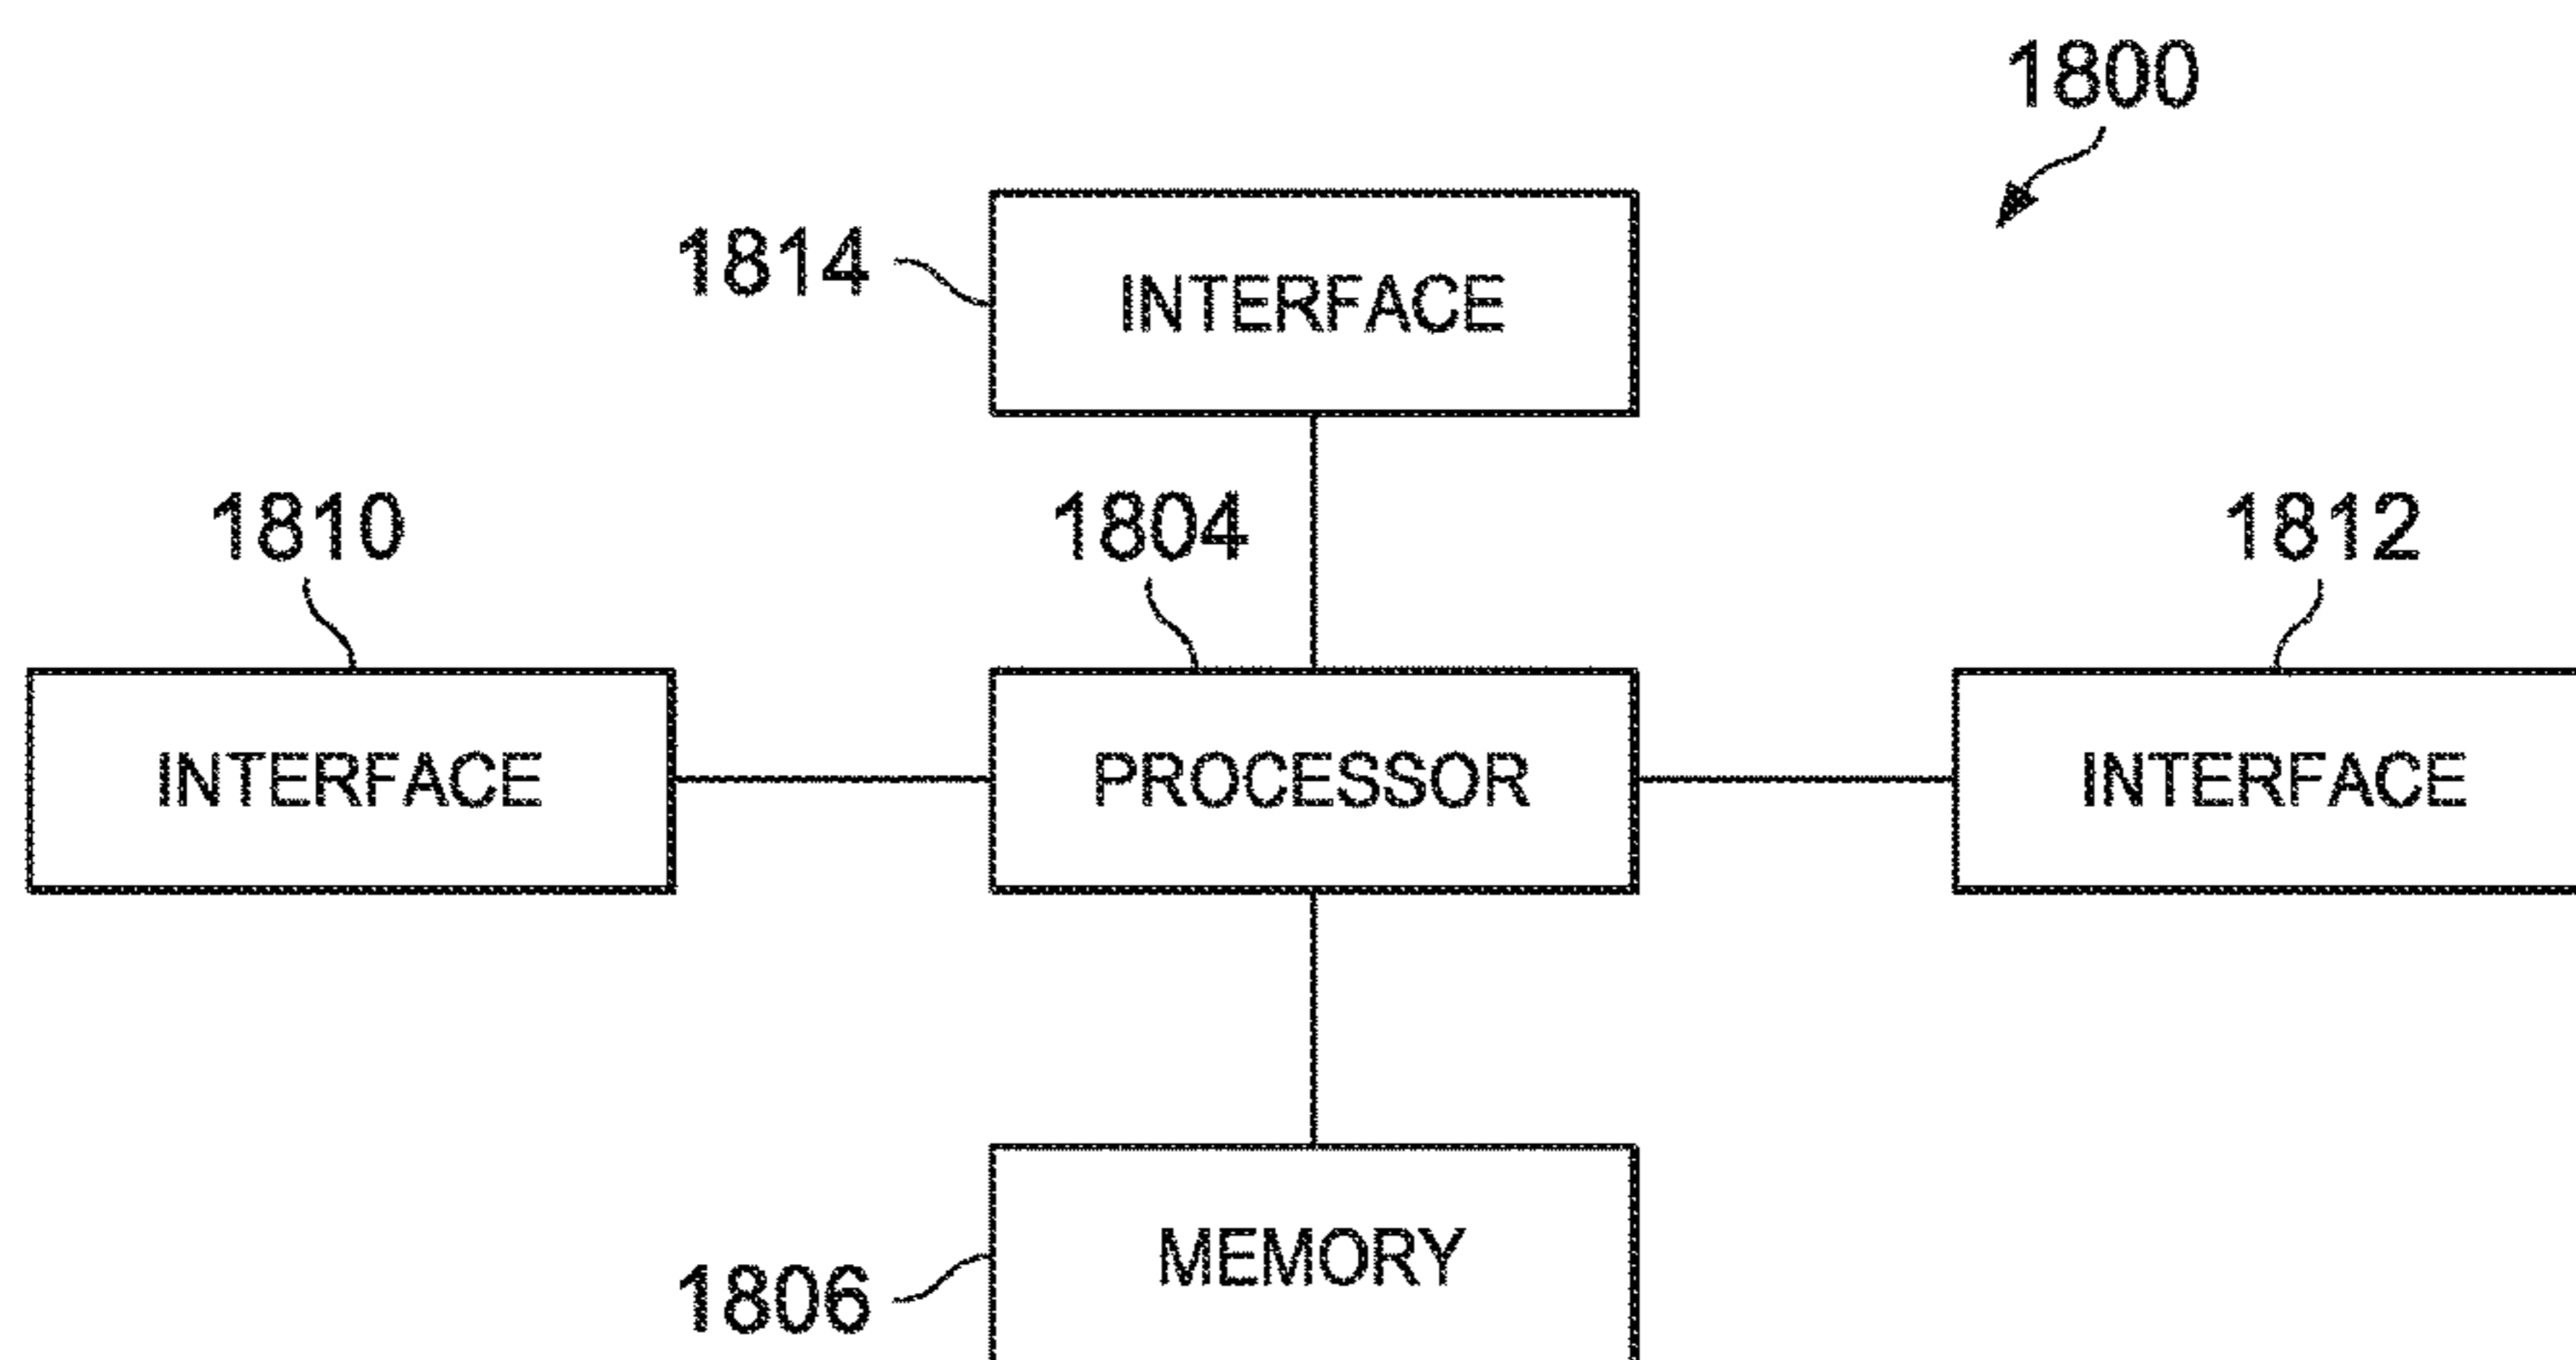 1800
1814
INTERFACE
1810
1804
1812
INTERFACE
PROCESSOR
INTERFACE
MEMORY
1806